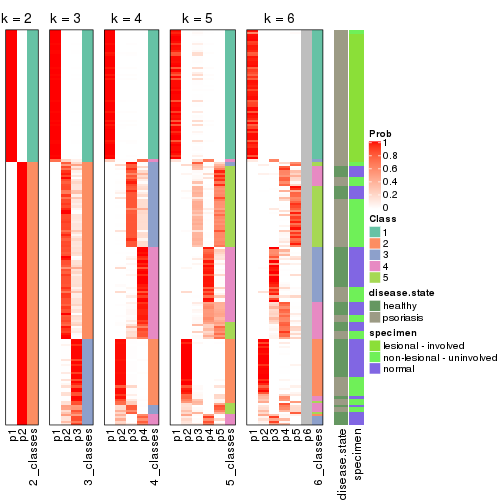 k = 2 k = 3 k = 4 k = 5 k = 6
Prob
1
0.8
0.6
0.4
0.2
0
Class
1
2
3
4
5
disease.state
healthy
psoriasis
specimen
lesional - involved
non-lesional - uninvolved
normal
p1 p2 2_classes p1 p2 p3 3_classes p1 p2 p3 p4 4_classes p1 p2 p3 p4 p5 5_classes p1 p2 p3 p4 p5 p6 6_classes disease.state specimen